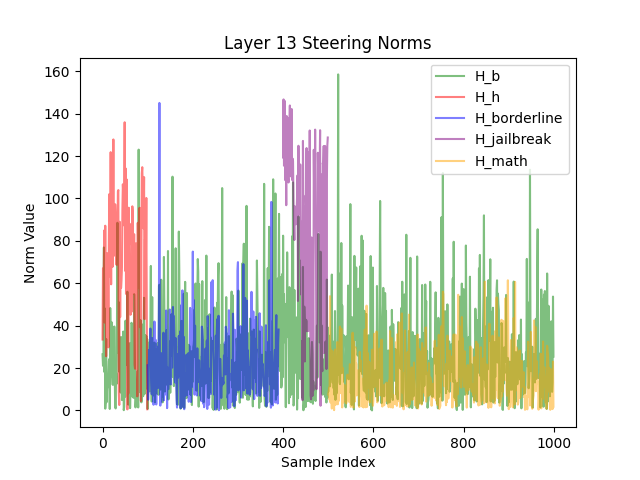 Layer 13 Steering Norms
160
140
120
100
80
60
40
20
0
Norm Value
0
200
400
600
800
1000
Sample Index
H_b
H_h
H_borderline
H_jailbreak
H_math